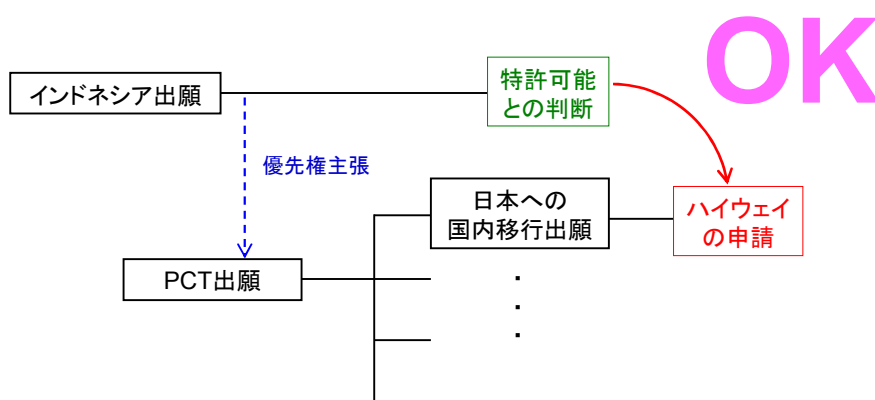 OK
インドネシア出願
特許可能
との判断
優先権主張
日本への
国内移行出願
ハイウェイ
の申請
PCT出願
・
・
・